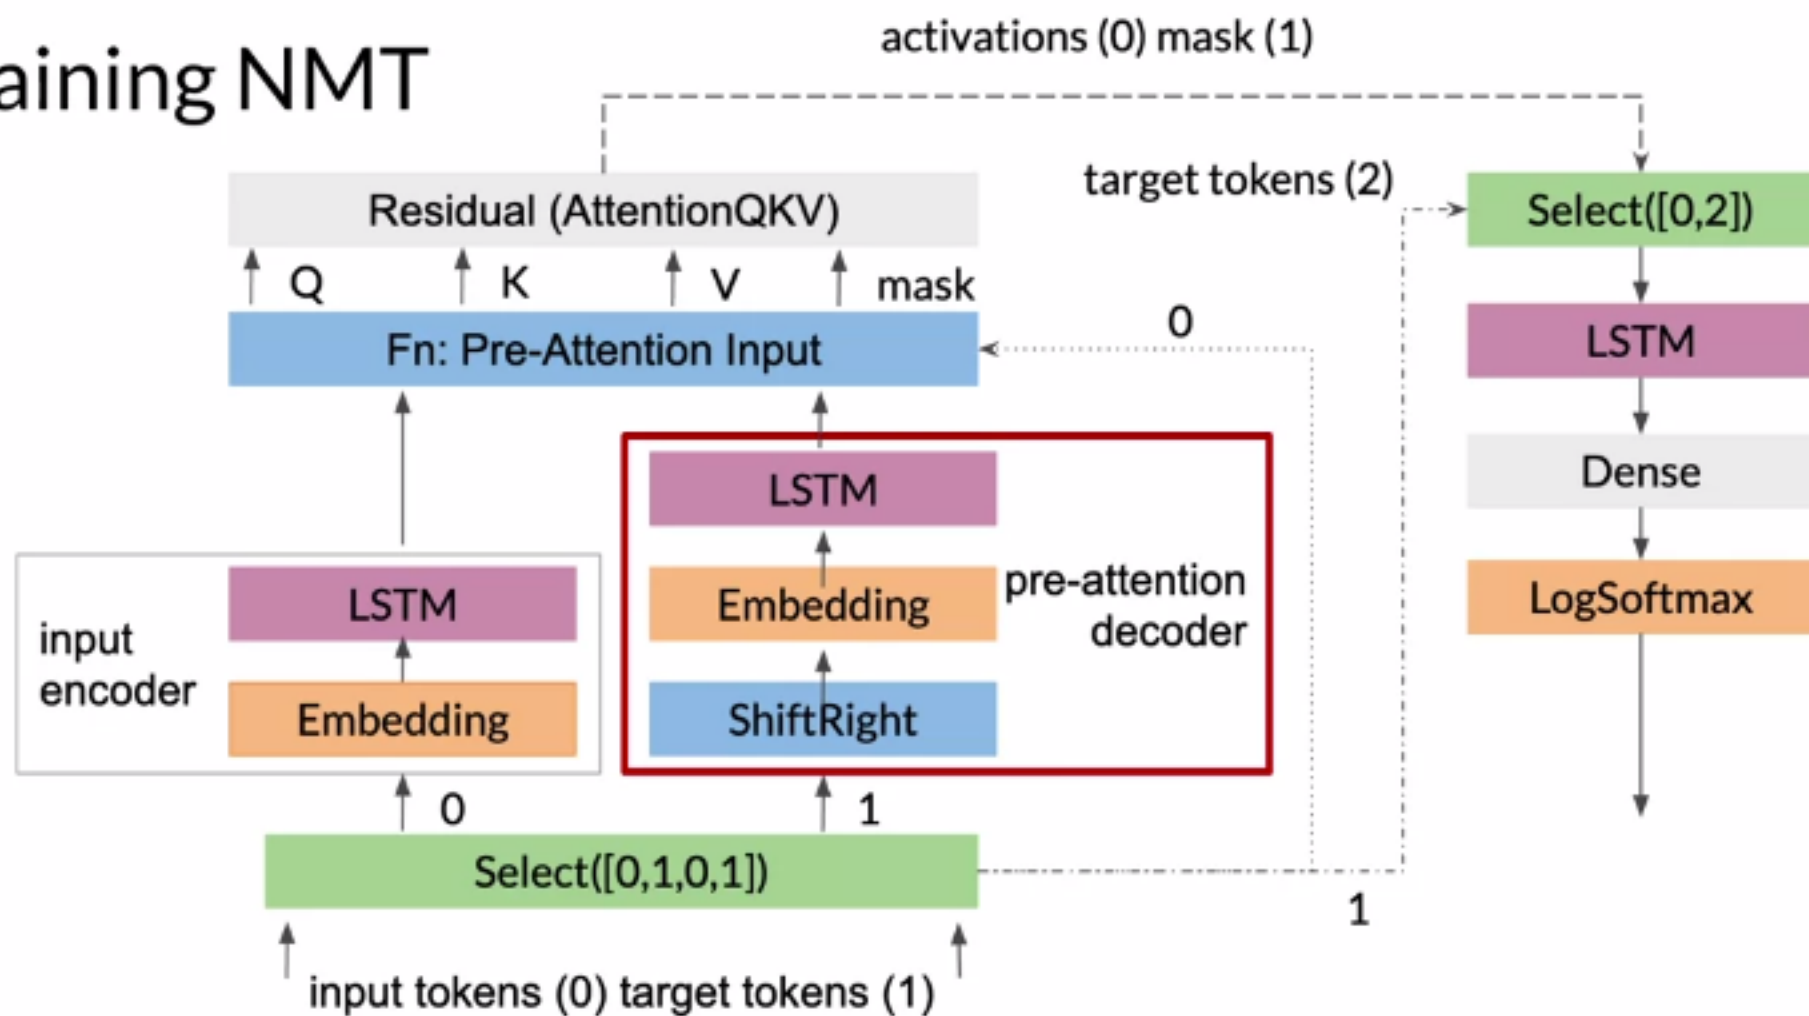 aining NMT
activations (0) mask (1)
target tokens (2)
Residual (AttentionQKV)
Select([0,2])
Q
K
V
mask
0
Fn: Pre-Attention Input
LSTM
LSTM
Dense
pre-attention
decoder
Embedding
LSTM
LogSoftmax
input
encoder
Embedding
ShiftRight
0
1
Select([0,1,0,1])
1
input tokens (0) target tokens (1)